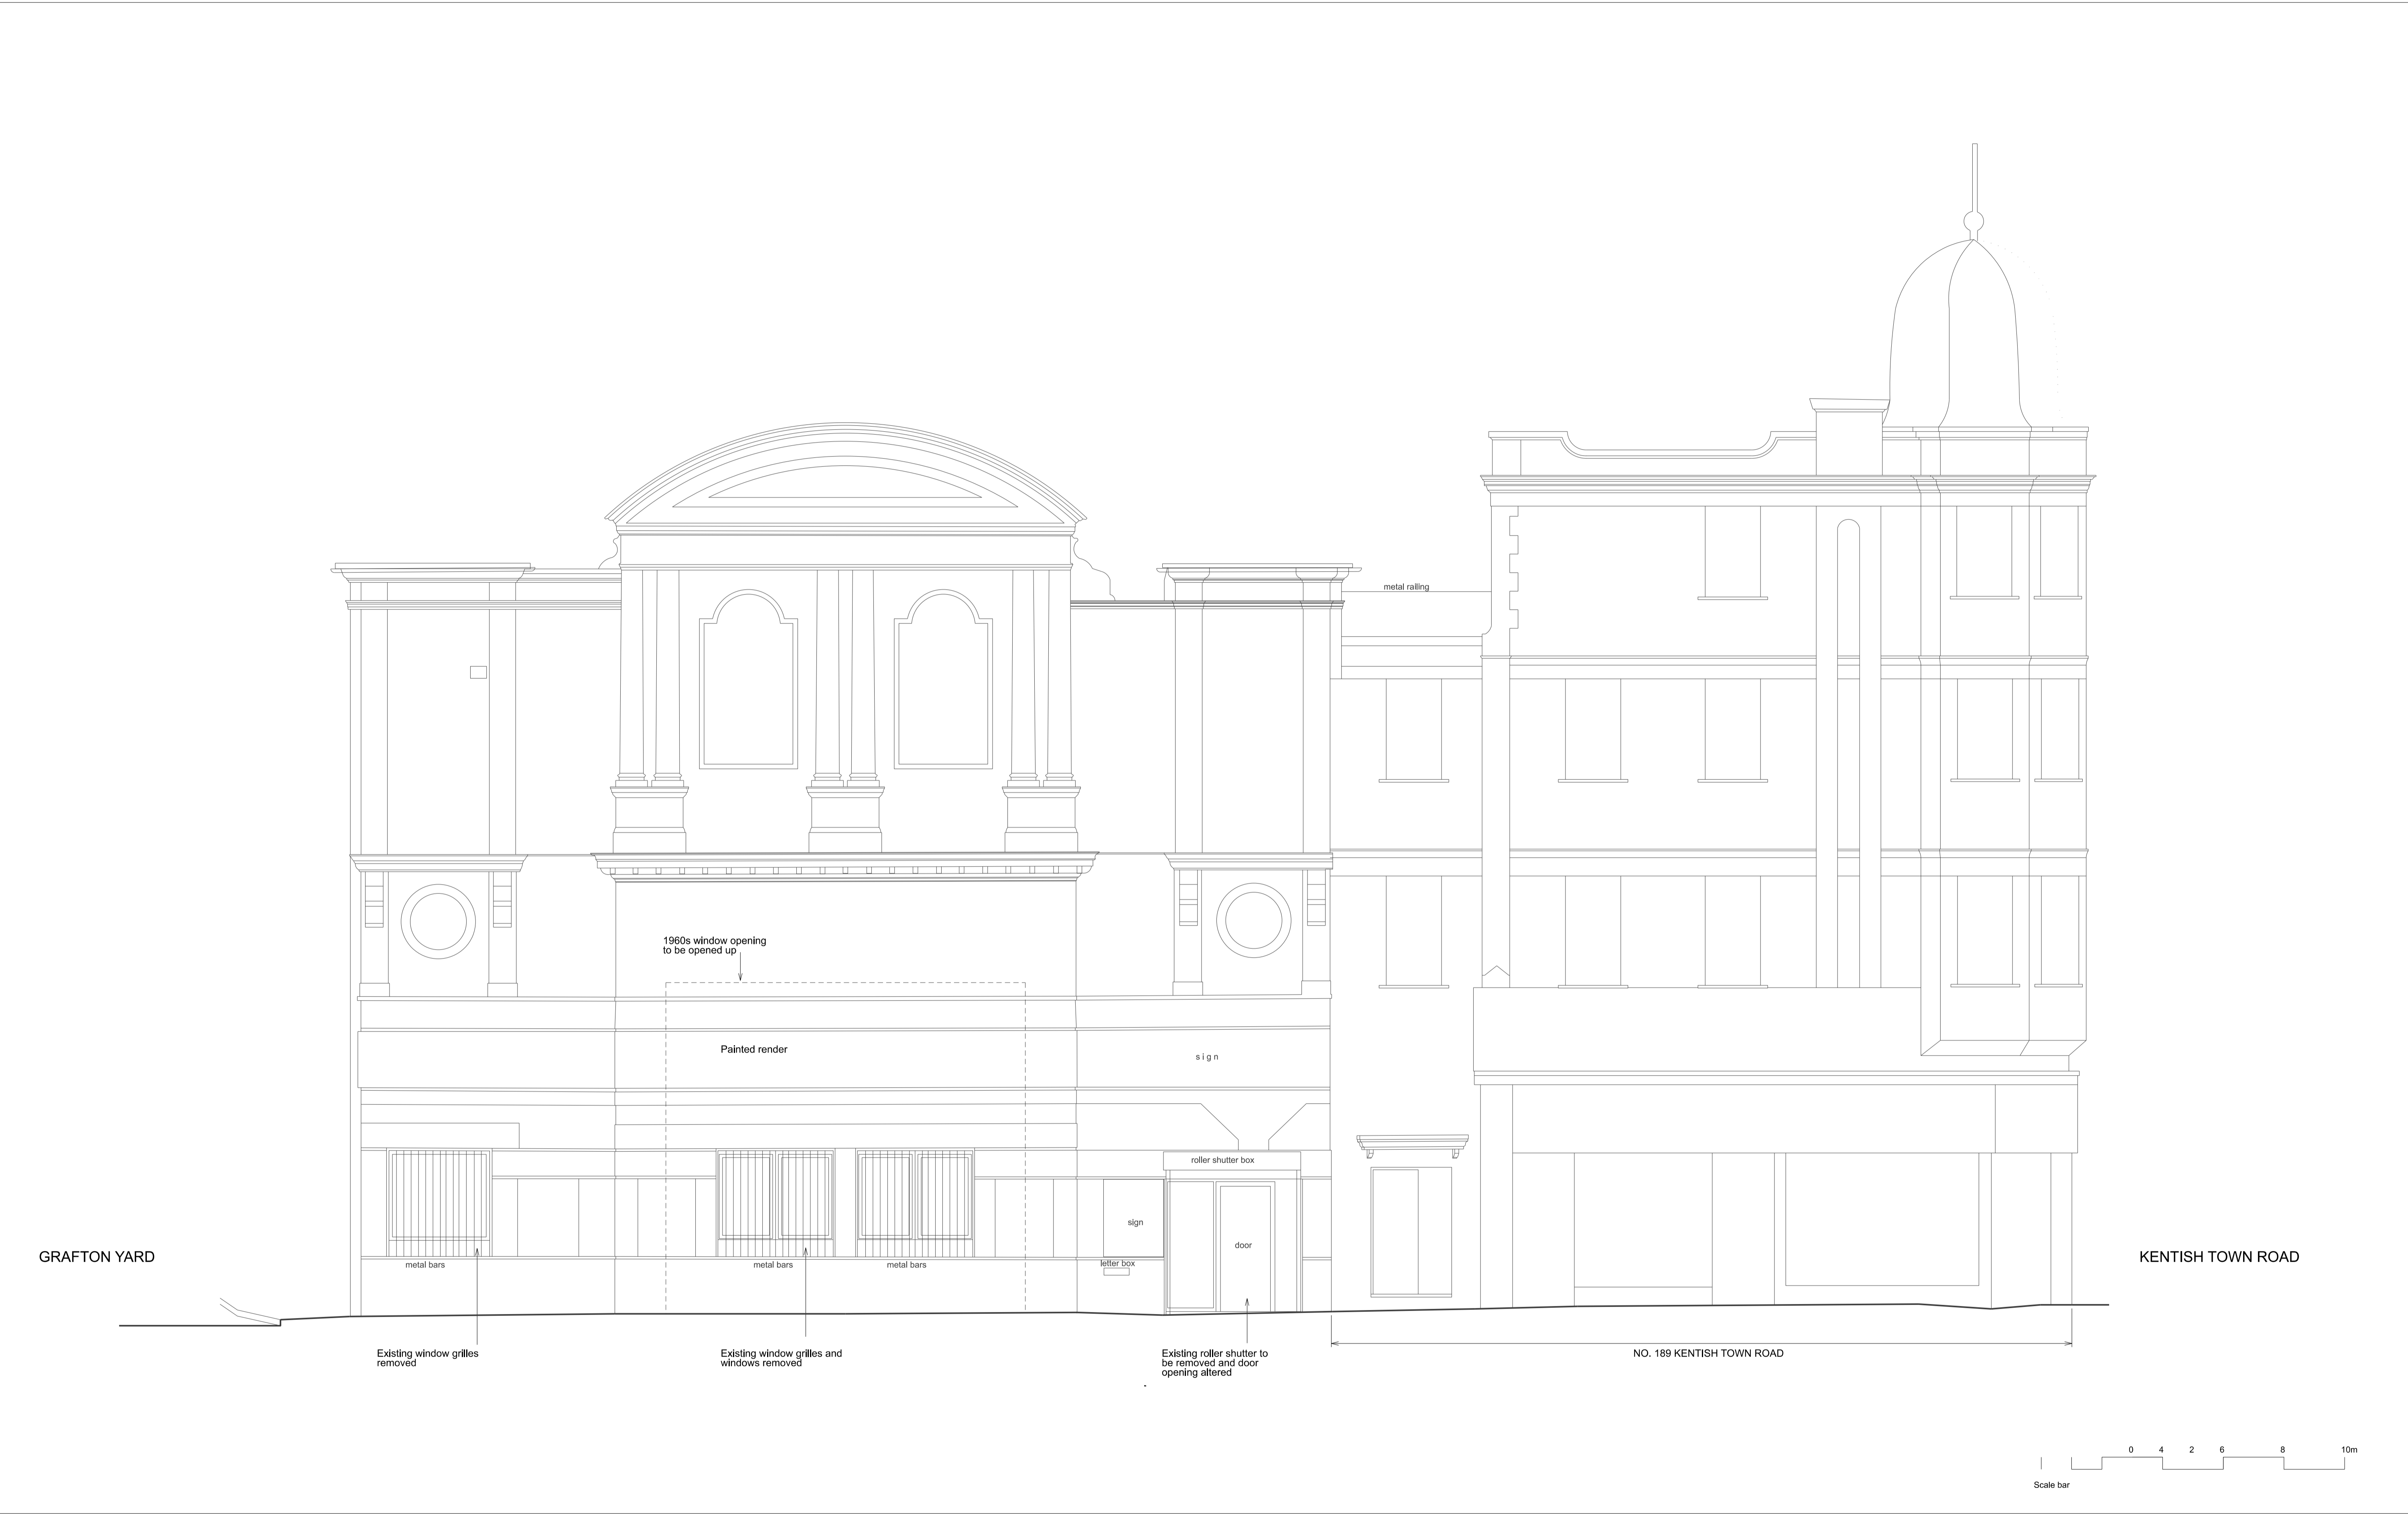 metal railing
1960s window opening
to be opened up
Painted render
s i g n
roller shutter box
sign
door
GRAFTON YARD
KENTISH TOWN ROAD
metal bars
metal bars
metal bars
letter box
Existing window grilles
removed
Existing window grilles and
windows removed
Existing roller shutter to
be removed and door
opening altered
NO. 189 KENTISH TOWN ROAD
0 4 2 6 8 10m
Scale bar